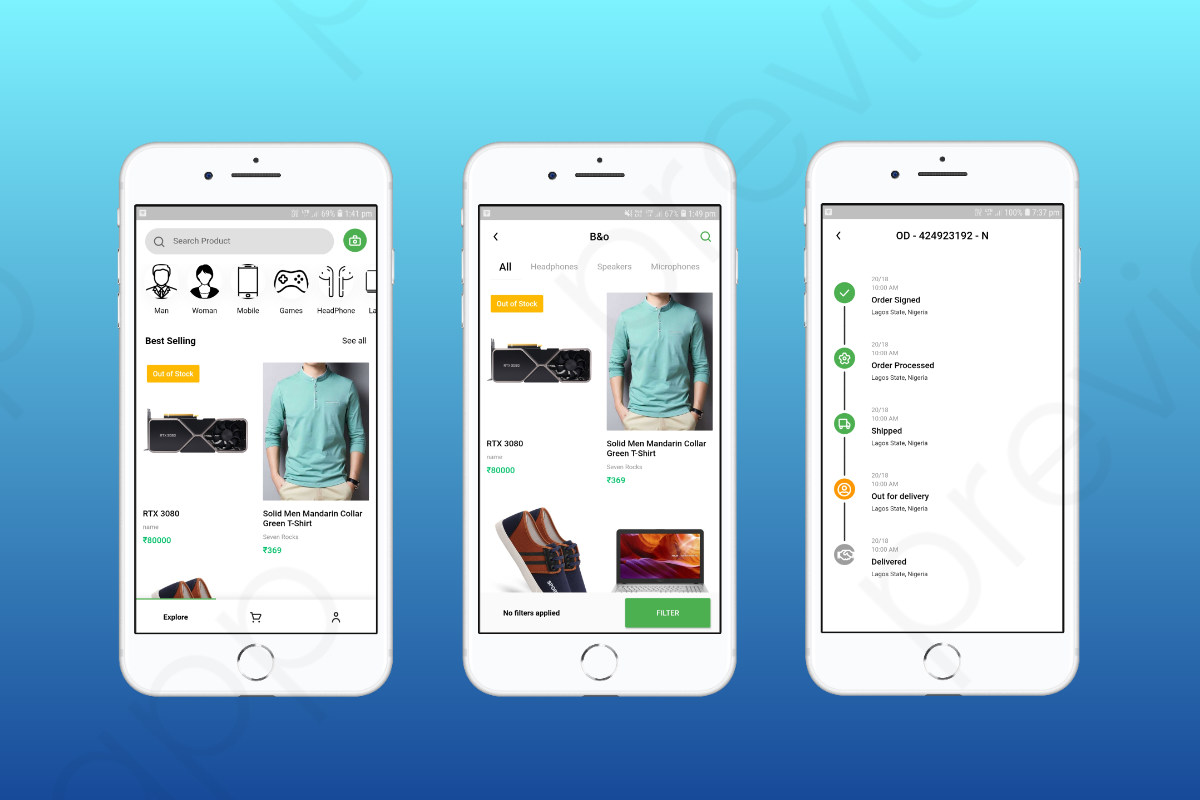 69% 1:41 pm
Search Product
Man Woman Mobile Games HeadPhone La
Best Selling See all
Out of Stock
RTX 3080
RTX 3080
name
₹80000
Solid Men Mandarin Collar
Green T-Shirt
Seven Rocks
₹369
Explore
67% 1:49 pm
B&o
All Headphones Speakers Microphones
Out of Stock
RTX 3080
RTX 3080
name
₹80000
Solid Men Mandarin Collar
Green T-Shirt
Seven Rocks
₹369
No filters applied
FILTER
100% 7:37 pm
OD - 424923192 - N
20/18
10:00 AM
Order Signed
Lagos State, Nigeria
20/18
10:00 AM
Order Processed
Lagos State, Nigeria
20/18
10:00 AM
Shipped
Lagos State, Nigeria
20/18
10:00 AM
Out for delivery
Lagos State, Nigeria
20/18
10:00 AM
Delivered
Lagos State, Nigeria
app preview
preview